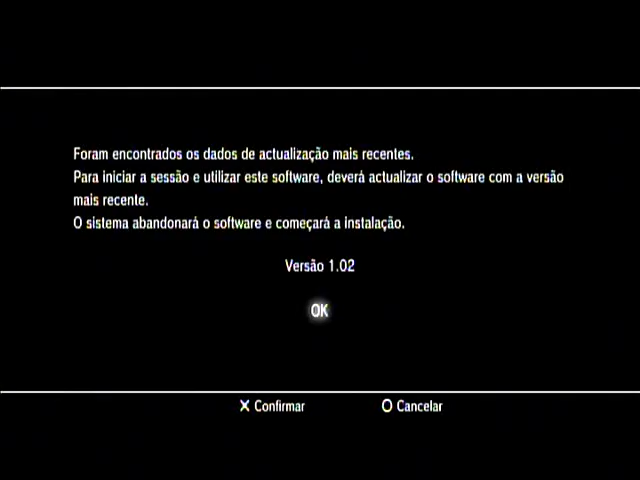 Foram encontrados os dados de actualização mais recentes.
Para iniciar a sessão e utilizar este software, deverá actualizar o software com a versão
mais recente.
O sistema abandonará o software e começará a instalação.
Versão 1.02
OK
X Confirmar
O Cancelar